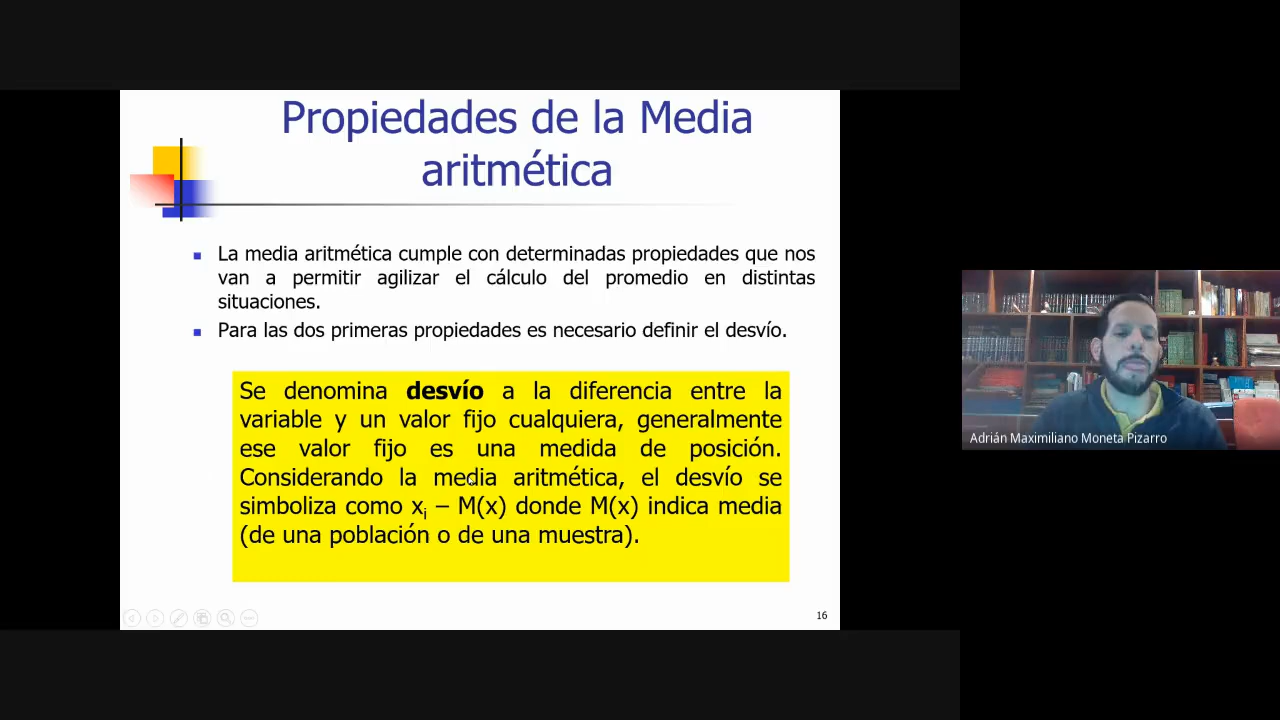 Propiedades de la Media
aritmética
La media aritmética cumple con determinadas propiedades que nos
van a permitir agilizar el cálculo del promedio en distintas
situaciones.
Para las dos primeras propiedades es necesario definir el desvío.
Se denomina desvío a la diferencia entre la
variable y un valor fijo cualquiera, generalmente
ese valor fijo es una medida de posición.
Considerando la media aritmética, el desvío se
simboliza como xi – M(x) donde M(x) indica media
(de una población o de una muestra).
16
Adrián Maximiliano Moneta Pizarro